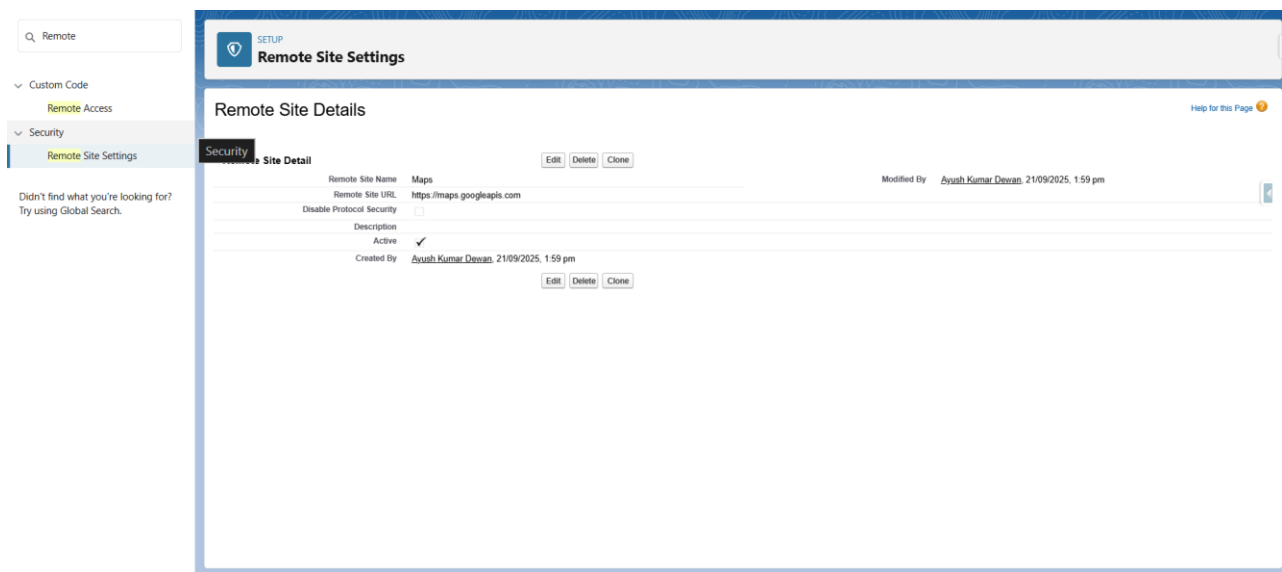 Remote
SETUP
Remote Site Settings
Custom Code
Remote Access
Security
Remote Site Settings
Didn't find what you're looking for?
Try using Global Search.
Remote Site Details
Help for this Page
Security
Site Detail
Edit Delete Clone
Remote Site Name Maps Modified By Ayush Kumar Dewan, 21/09/2025, 1:59 pm
Remote Site URL https://maps.googleapis.com
Disable Protocol Security
Description
Active
Created By Ayush Kumar Dewan, 21/09/2025, 1:59 pm
Edit Delete Clone